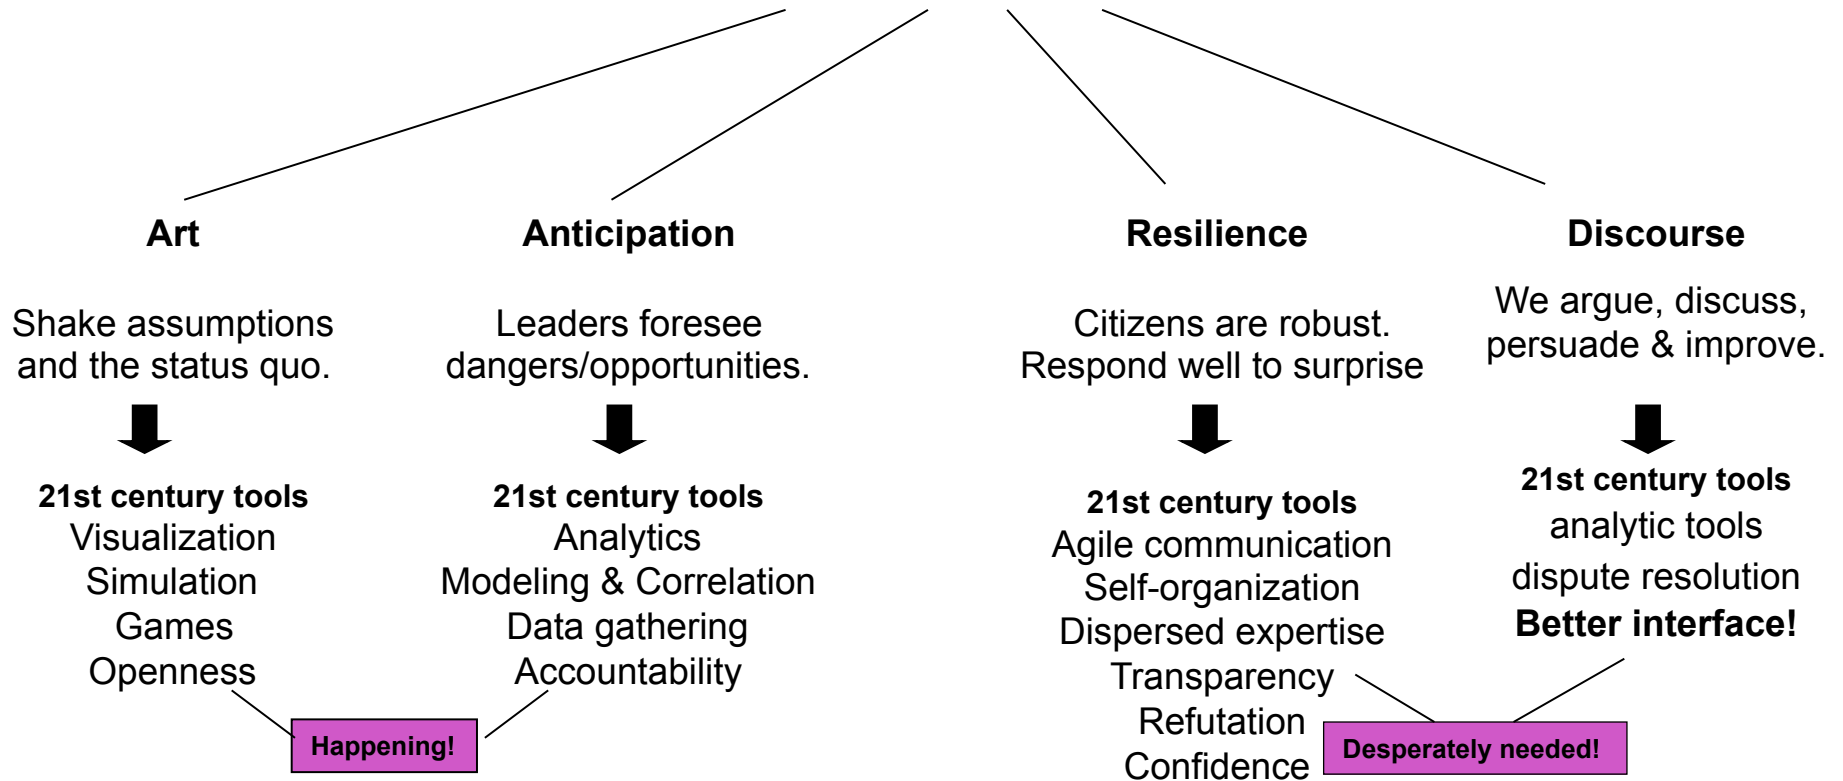 Art
Shake assumptions
and the status quo.
21st century tools
Visualization
Simulation
Games
Openness
Anticipation
Leaders foresee
dangers/opportunities.
21st century tools
Analytics
Modeling & Correlation
Data gathering
Accountability
Happening!
Resilience
Citizens are robust.
Respond well to surprise
21st century tools
Agile communication
Self-organization
Dispersed expertise
Transparency
Refutation
Confidence
Discourse
We argue, discuss,
persuade & improve.
21st century tools
analytic tools
dispute resolution
Better interface!
Desperately needed!